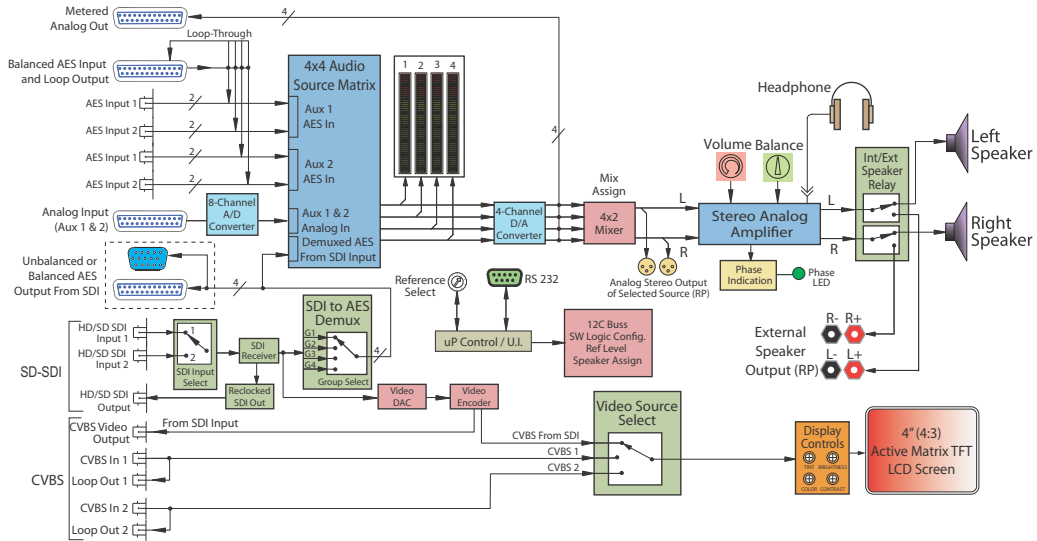 Metered
Analog Out
4
Loop-Through
Balanced AES Input
and Loop Output
AES Input 1
2
AES Input 2
2
AES Input 1
2
AES Input 2
2
Analog Input
(Aux 1 & 2)
8-Channel
A/D
Converter
4x4 Audio
Source Matrix
Aux 1
AES In
Aux 2
AES In
Aux 1 & 2
Analog In
Demuxed AES
From SDI Input
1 2 3 4
4
4-Channel
D/A
Converter
Mix
Assign
4x2
Mixer
L
R
Analog Stereo Output
of Selected Source (RP)
Volume
Balance
Headphone
Stereo Analog
Amplifier
Phase
Indication
Phase
LED
L
R
Int/Ext
Speaker
Relay
Left
Speaker
Right
Speaker
External
Speaker
Output (RP)
R- R+
L- L+
Unbalanced or
Balanced AES
Output From SDI
4
Reference
Select
RS 232
uP Control / U.I.
12C Buss
SW Logic Config.
Ref Level
Speaker Assign
SD-SDI
HD/SD SDI
Input 1
HD/SD SDI
Input 2
HD/SD SDI
Output
1
2
SDI Input
Select
SDI
Receiver
Reclocked
SDI Out
SDI to AES
Demux
G1
G2
G3
G4
Group Select
4
Video
DAC
Video
Encoder
CVBS
CVBS Video
Output
From SDI Input
CVBS In 1
Loop Out 1
CVBS In 2
Loop Out 2
CVBS From SDI
CVBS 1
CVBS 2
Video Source
Select
Display
Controls
TINT BRIGHTNESS
COLOR CONTRAST
4” (4:3)
Active Matrix TFT
LCD Screen